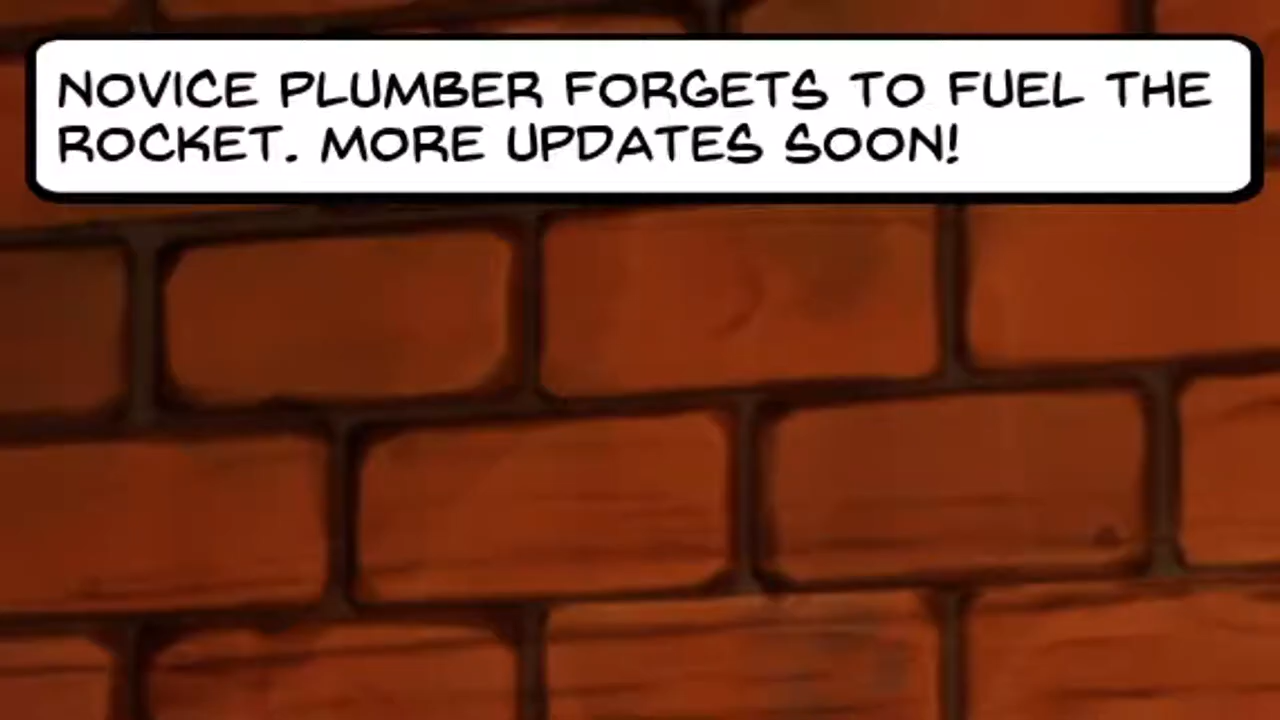 NOVICE PLUMBER FORGETS TO FUEL THE
ROCKET. MORE UPDATES SOON!